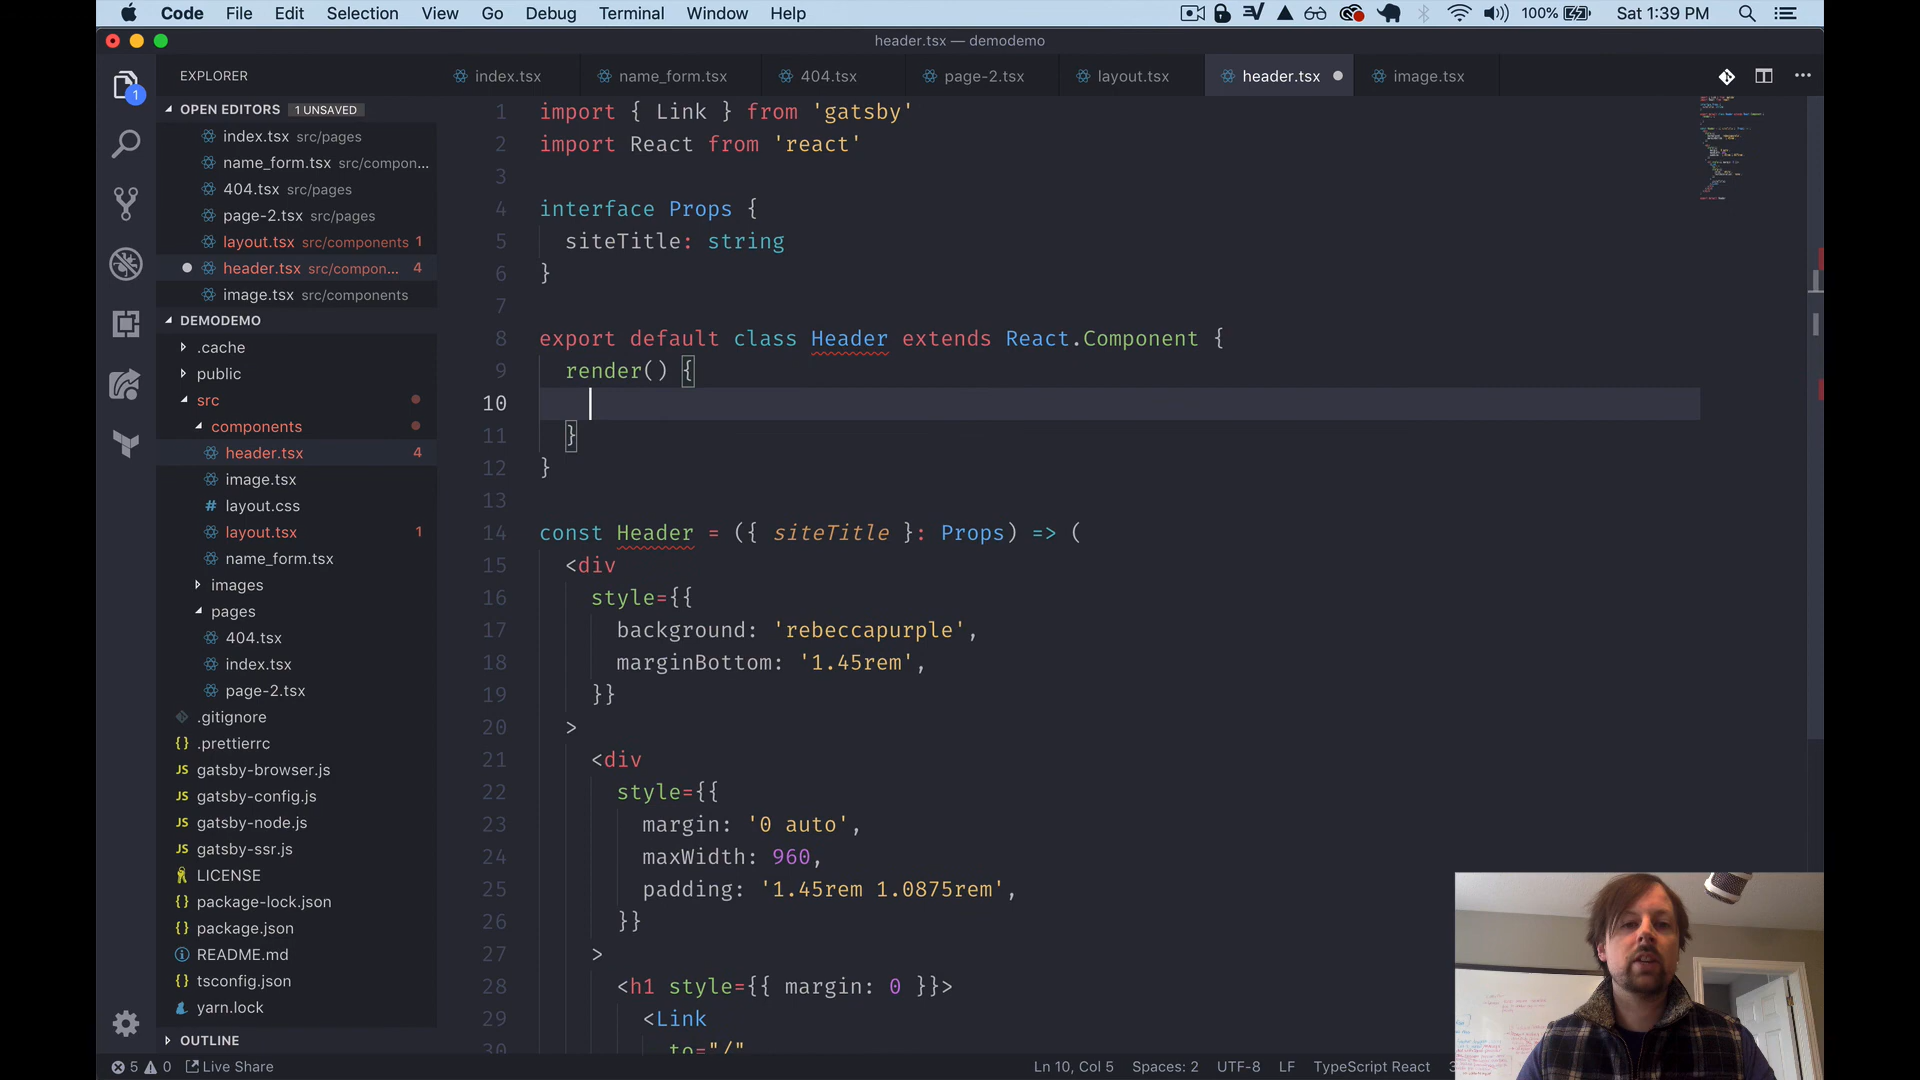 Code File Edit Selection View Go Debug Terminal Window Help 100% Sat 1:39 PM
header.tsx — demodemo
EXPLORER
OPEN EDITORS 1 UNSAVED
index.tsx src/pages
name_form.tsx src/compon...
404.tsx src/pages
page-2.tsx src/pages
layout.tsx src/components 1
header.tsx src/compon... 4
image.tsx src/components
DEMODEMO
.cache
public
src
components
header.tsx 4
image.tsx
# layout.css
layout.tsx 1
name_form.tsx
images
pages
404.tsx
index.tsx
page-2.tsx
.gitignore
{} .prettierrc
JS gatsby-browser.js
JS gatsby-config.js
JS gatsby-node.js
JS gatsby-ssr.js
LICENSE
{} package-lock.json
{} package.json
README.md
{} tsconfig.json
yarn.lock
OUTLINE
index.tsx name_form.tsx 404.tsx page-2.tsx layout.tsx header.tsx image.tsx
1 import { Link } from 'gatsby'
2 import React from 'react'
3
4 interface Props {
5 siteTitle: string
6 }
7
8 export default class Header extends React.Component {
9 render() {
10
11 }
12 }
13
14 const Header = ({ siteTitle }: Props) => (
15 <div
16 style={{
17 background: 'rebeccapurple',
18 marginBottom: '1.45rem',
19 }}
20 >
21 <div
22 style={{
23 margin: '0 auto',
24 maxWidth: 960,
25 padding: '1.45rem 1.0875rem',
26 }}
27 >
28 <h1 style={{ margin: 0 }}>
29 <Link
30 to="/"
5 0 Live Share Ln 10, Col 5 Spaces: 2 UTF-8 LF TypeScript React